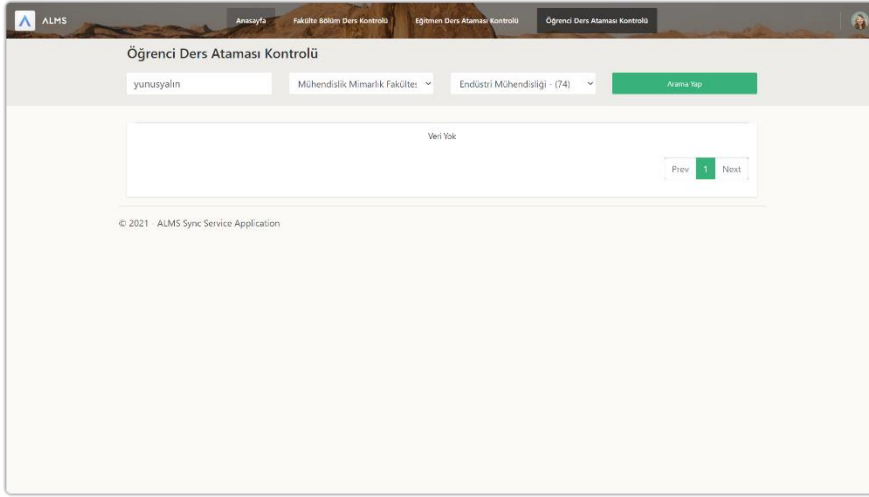 ALMS
Anasayfa
Fakülte Bölüm Ders Kontrolü
Eğitmen Ders Ataması Kontrolü
Öğrenci Ders Ataması Kontrolü
Öğrenci Ders Ataması Kontrolü
yunusyalın
Mühendislik Mimarlık Fakültes
Endüstri Mühendisliği - (74)
Arama Yap
Veri Yok
Prev 1 Next
© 2021 - ALMS Sync Service Application